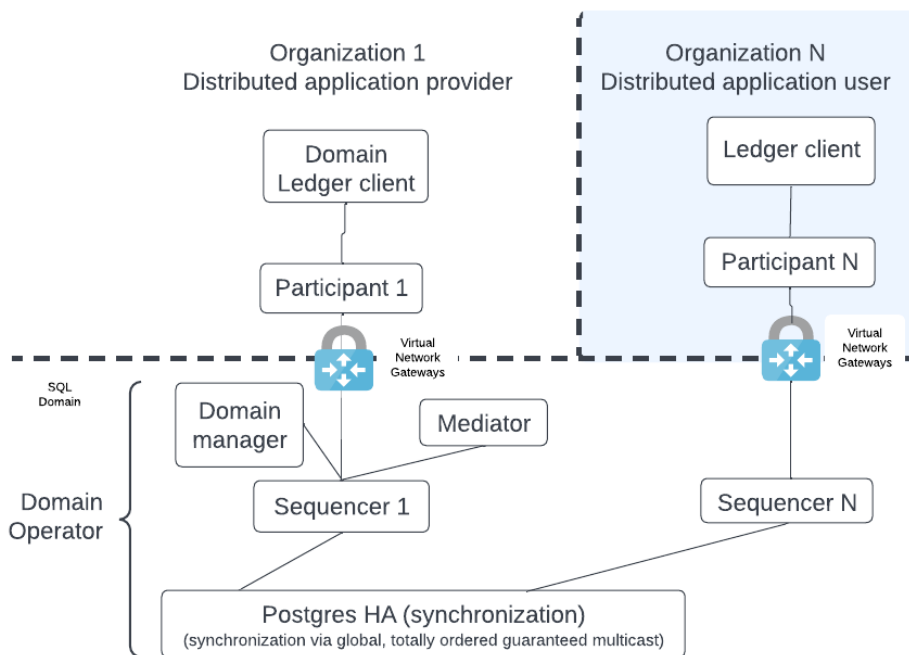 Organization 1
Distributed application provider
Organization N
Distributed application user
Domain
Ledger client
Ledger client
Participant 1
Participant N
Virtual
Network
Gateways
Virtual
Network
Gateways
SQL
Domain
Domain
manager
Mediator
Domain
Operator
Sequencer 1
Sequencer N
Postgres HA (synchronization)
(synchronization via global, totally ordered guaranteed multicast)